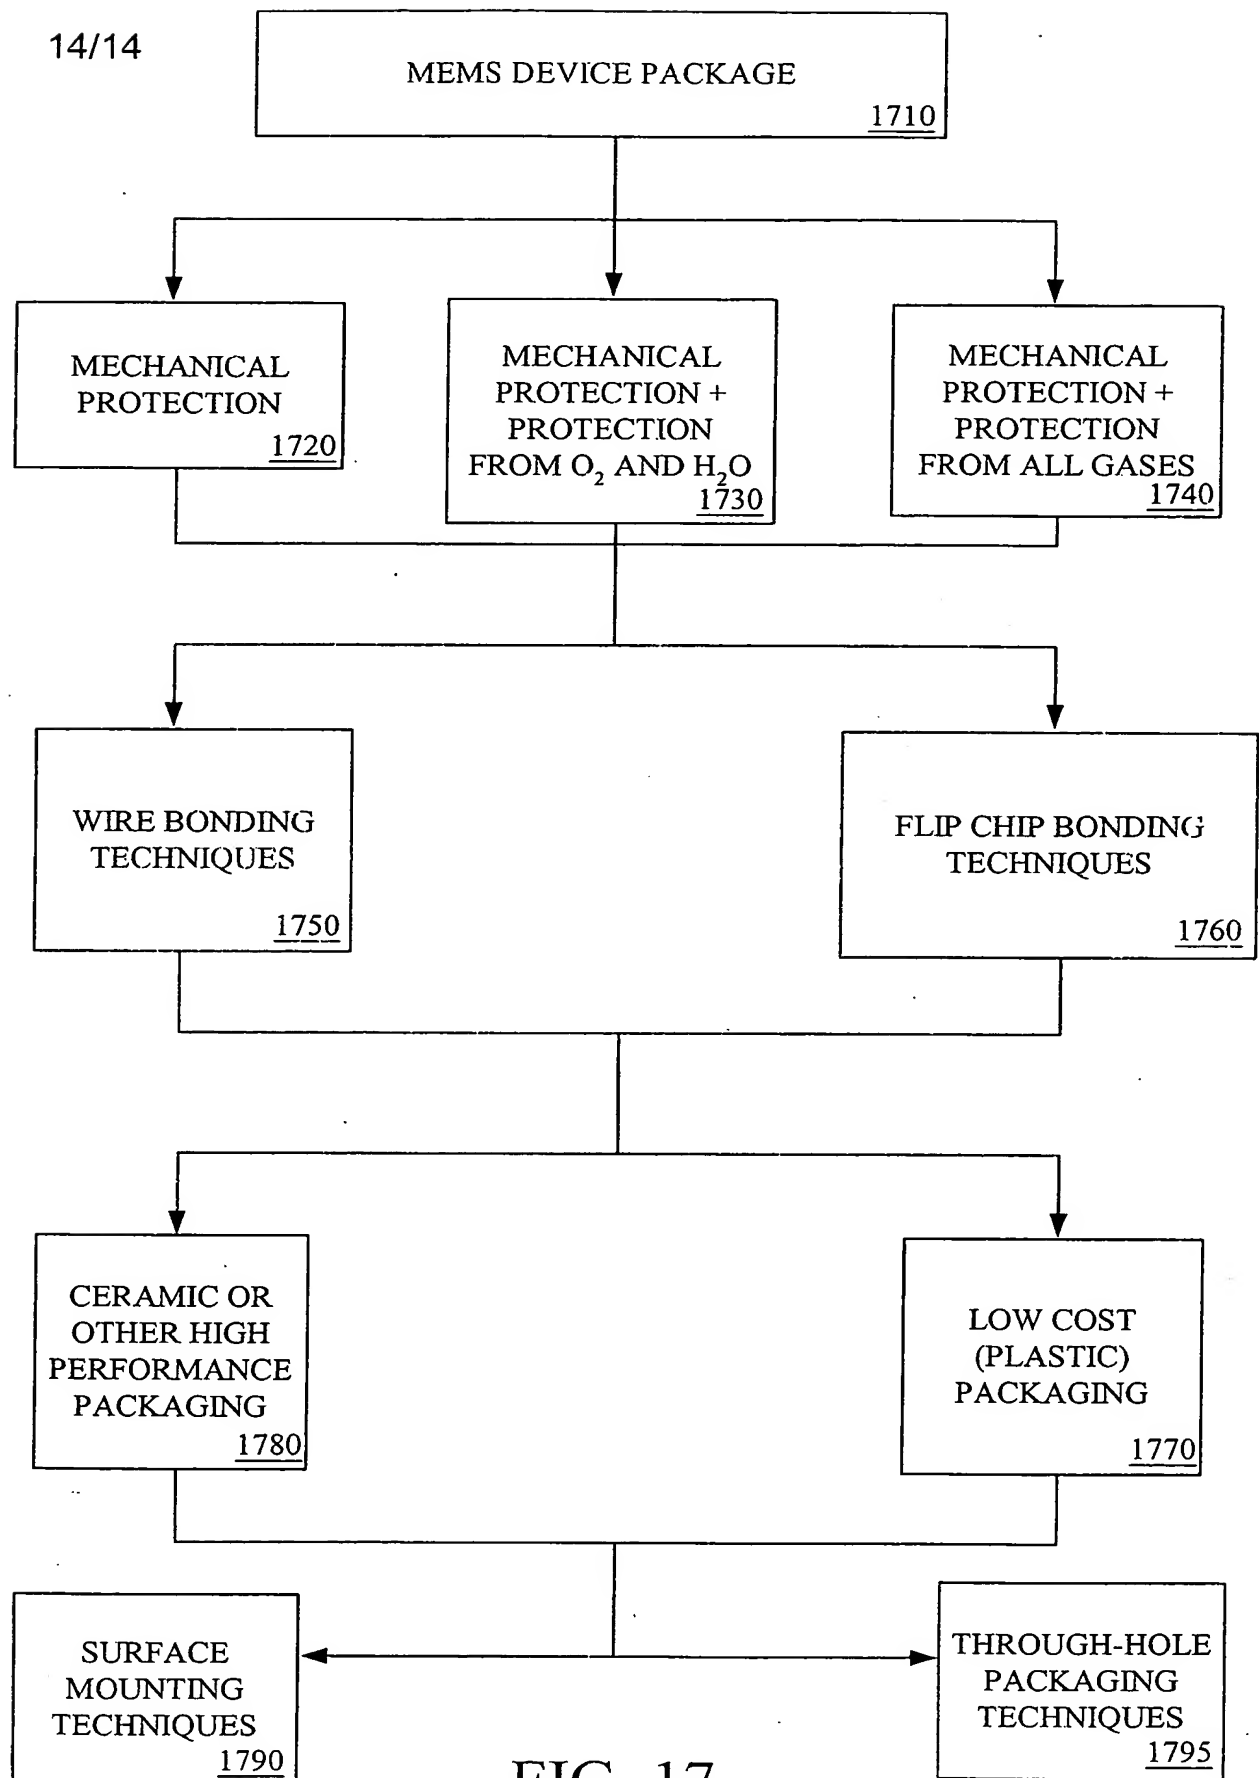 14/14
MEMS DEVICE PACKAGE
1710
MECHANICAL
PROTECTION
1720
MECHANICAL
PROTECTION +
PROTECTION
FROM O₂ AND H₂O
1730
MECHANICAL
PROTECTION +
PROTECTION
FROM ALL GASES
1740
WIRE BONDING
TECHNIQUES
1750
FLIP CHIP BONDING
TECHNIQUES
1760
CERAMIC OR
OTHER HIGH
PERFORMANCE
PACKAGING
1780
LOW COST
(PLASTIC)
PACKAGING
1770
SURFACE
MOUNTING
TECHNIQUES
1790
THROUGH-HOLE
PACKAGING
TECHNIQUES
1795
FIG. 17